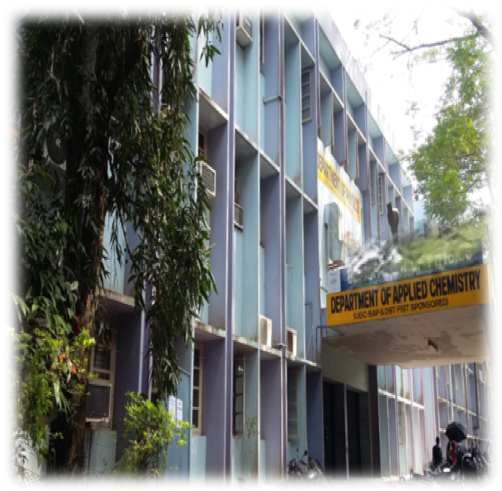 DEPARTMENT OF APPLIED CHEMISTRY
(UGC-SAP & DST-FIST SPONSORED)